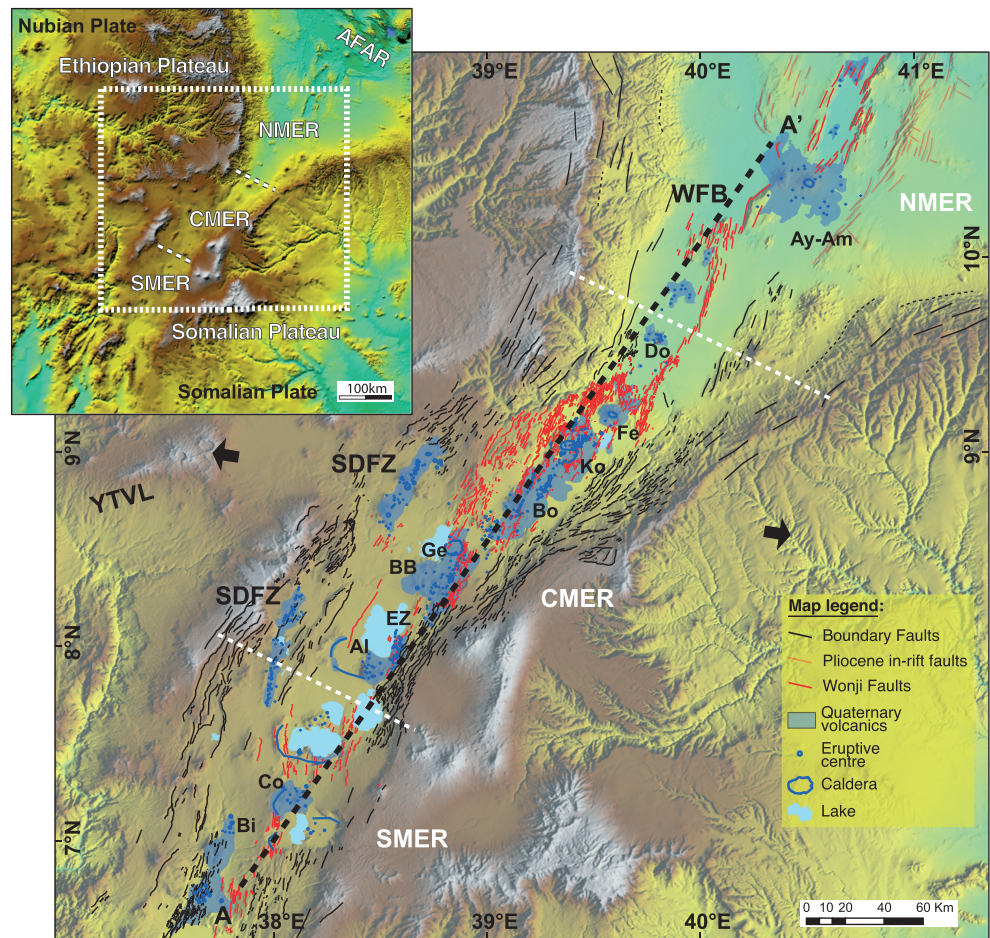 Nubian Plate
AFAR
Ethiopian Plateau
NMER
CMER
SMER
Somalian Plateau
Somalian Plate
100km
39°E
40°E
41°E
A'
WFB
NMER
Ay-Am
10°N
Do
Fe
9°N
SDFZ
Ko
9°N
YTVL
Bo
Ge
BB
CMER
SDFZ
EZ
Al
8°N
Map legend:
Boundary Faults
Pliocene in-rift faults
Wonji Faults
Quaternary
volcanics
Eruptive
centre
Caldera
Lake
Co
Bi
SMER
7°N
A
38°E
39°E
40°E
0 10 20 40 60 Km